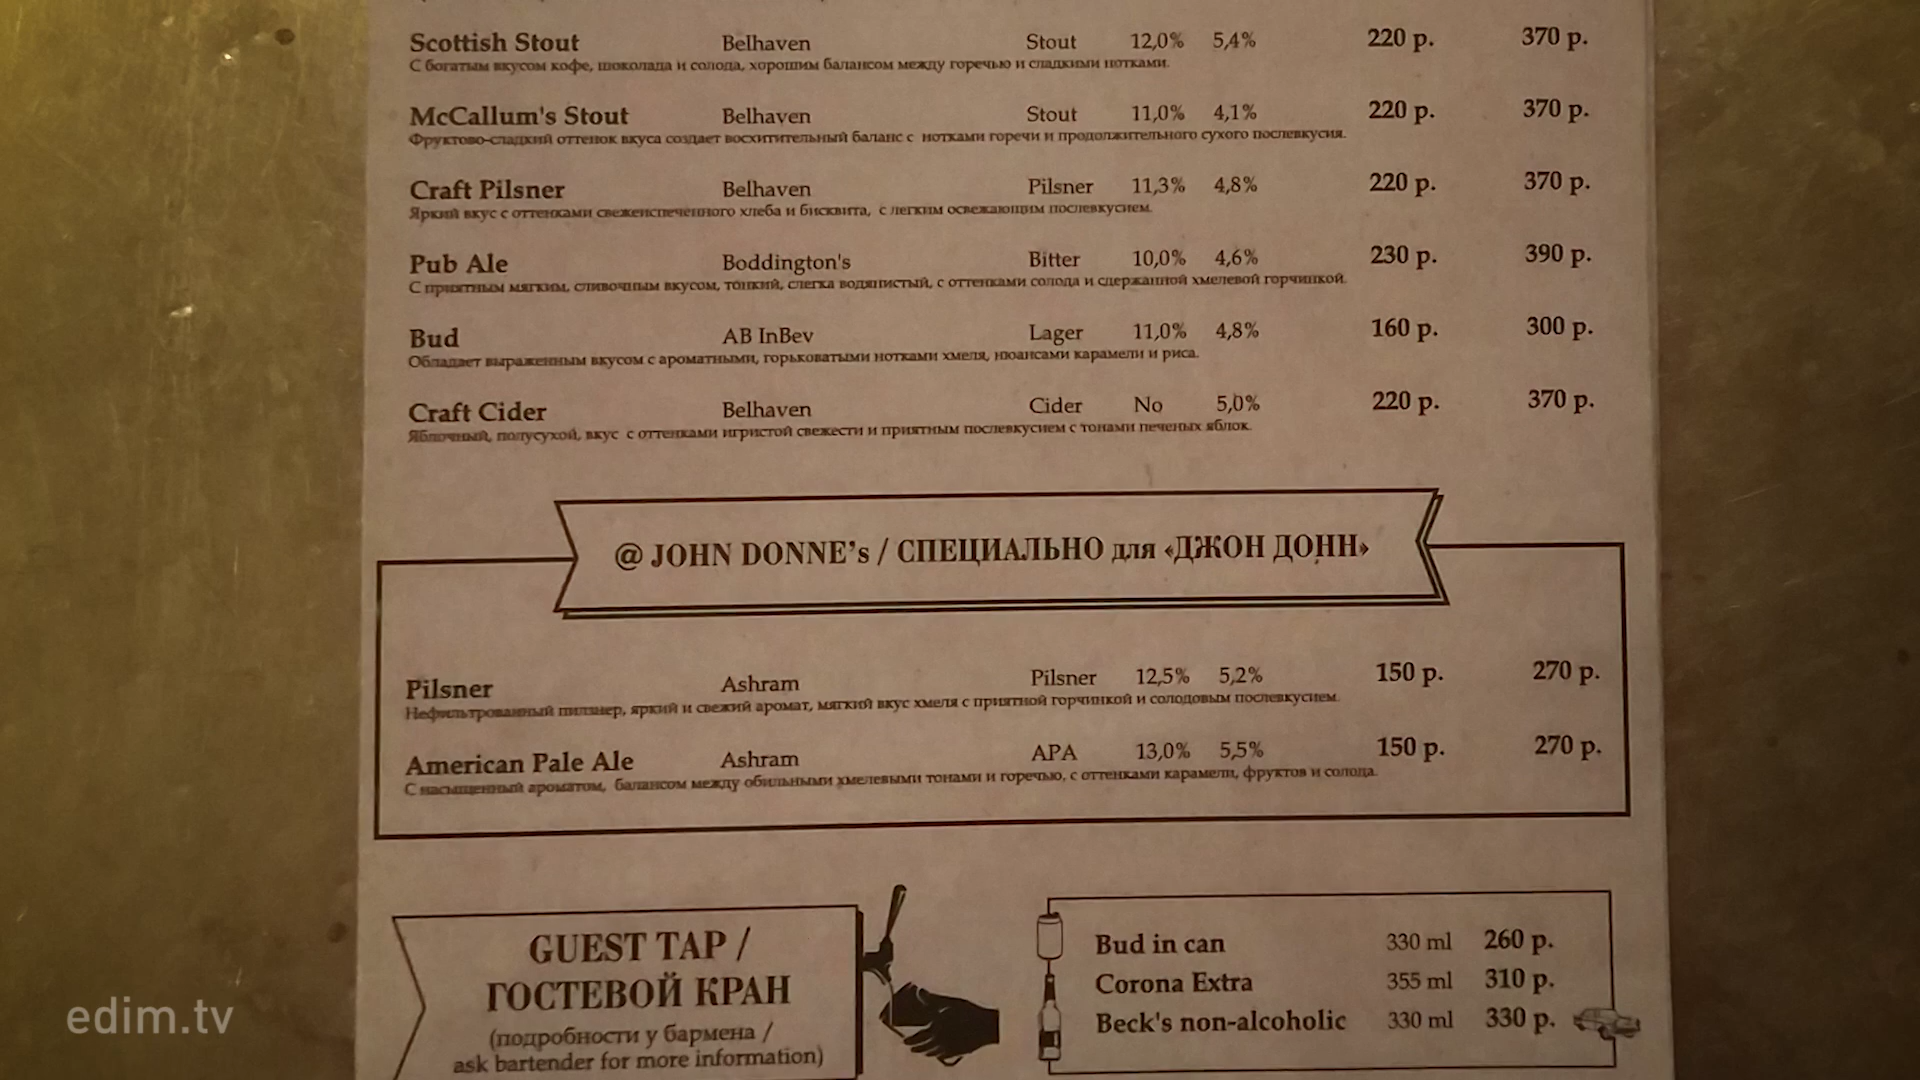 Scottish Stout Belhaven Stout 12,0% 5,4% 220 р. 370 р.
С богатым вкусом кофе, шоколада и солода, хорошим балансом между горечью и сладкими нотками.
McCallum's Stout Belhaven Stout 11,0% 4,1% 220 р. 370 р.
Фруктово-сладкий оттенок вкуса создает восхитительный баланс с нотками горечи и продолжительного сухого послевкусия.
Craft Pilsner Belhaven Pilsner 11,3% 4,8% 220 р. 370 р.
Яркий вкус с оттенками свежеиспеченного хлеба и бисквита, с легким освежающим послевкусием.
Pub Ale Boddington's Bitter 10,0% 4,6% 230 р. 390 р.
С приятным мягким, сливочным вкусом, тонкий, слегка водянистый, с оттенками солода и сдержанной хмелевой горчинкой.
Bud AB InBev Lager 11,0% 4,8% 160 р. 300 р.
Обладает выраженным вкусом с ароматными, горьковатыми нотками хмеля, нюансами карамели и риса.
Craft Cider Belhaven Cider No 5,0% 220 р. 370 р.
Яблочный, полусухой, вкус с оттенками игристой свежести и приятным послевкусием с тонами печеных яблок.
@ JOHN DONNE's / СПЕЦИАЛЬНО для «ДЖОН ДОНН»
Pilsner Ashram Pilsner 12,5% 5,2% 150 р. 270 р.
Нефильтрованный пилзнер, яркий и свежий аромат, мягкий вкус хмеля с приятной горчинкой и солодовым послевкусием.
American Pale Ale Ashram APA 13,0% 5,5% 150 р. 270 р.
С насыщенный ароматом, балансом между обильными хмелевыми тонами и горечью, с оттенками карамели, фруктов и солода.
GUEST TAP /
ГОСТЕВОЙ КРАН
(подробности у бармена /
ask bartender for more information)
Bud in can 330 ml 260 р.
Corona Extra 355 ml 310 р.
Beck's non-alcoholic 330 ml 330 р.
edim.tv